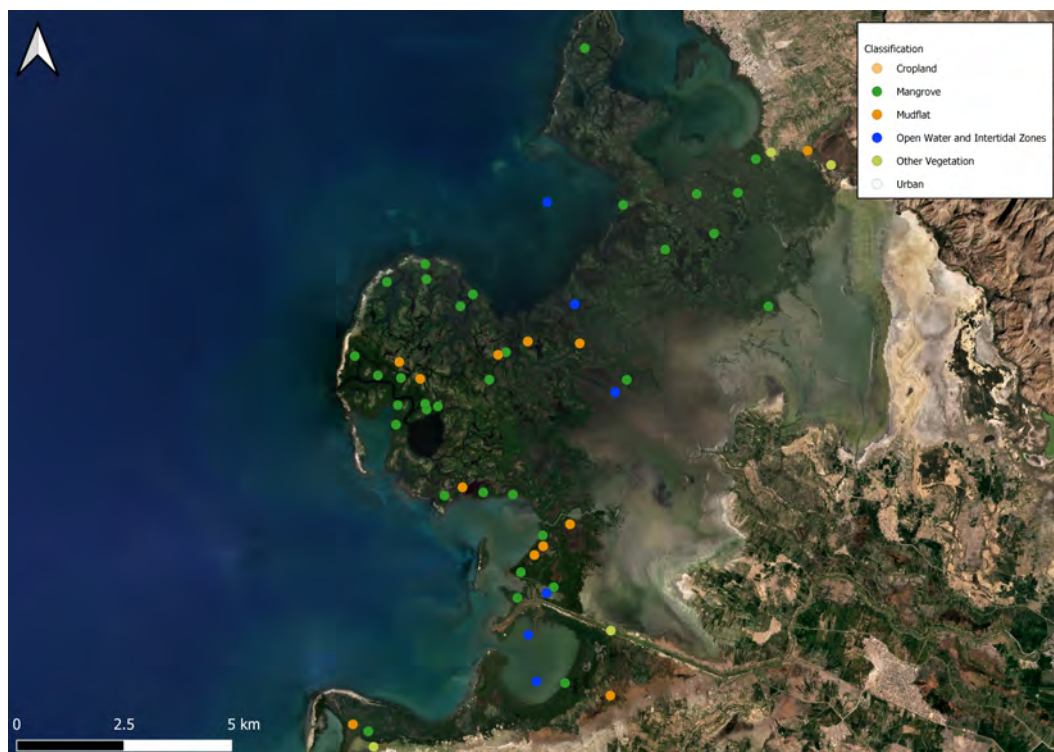 Classification
Cropland
Mangrove
Mudflat
Open Water and Intertidal Zones
Other Vegetation
Urban
0 2.5 5 km